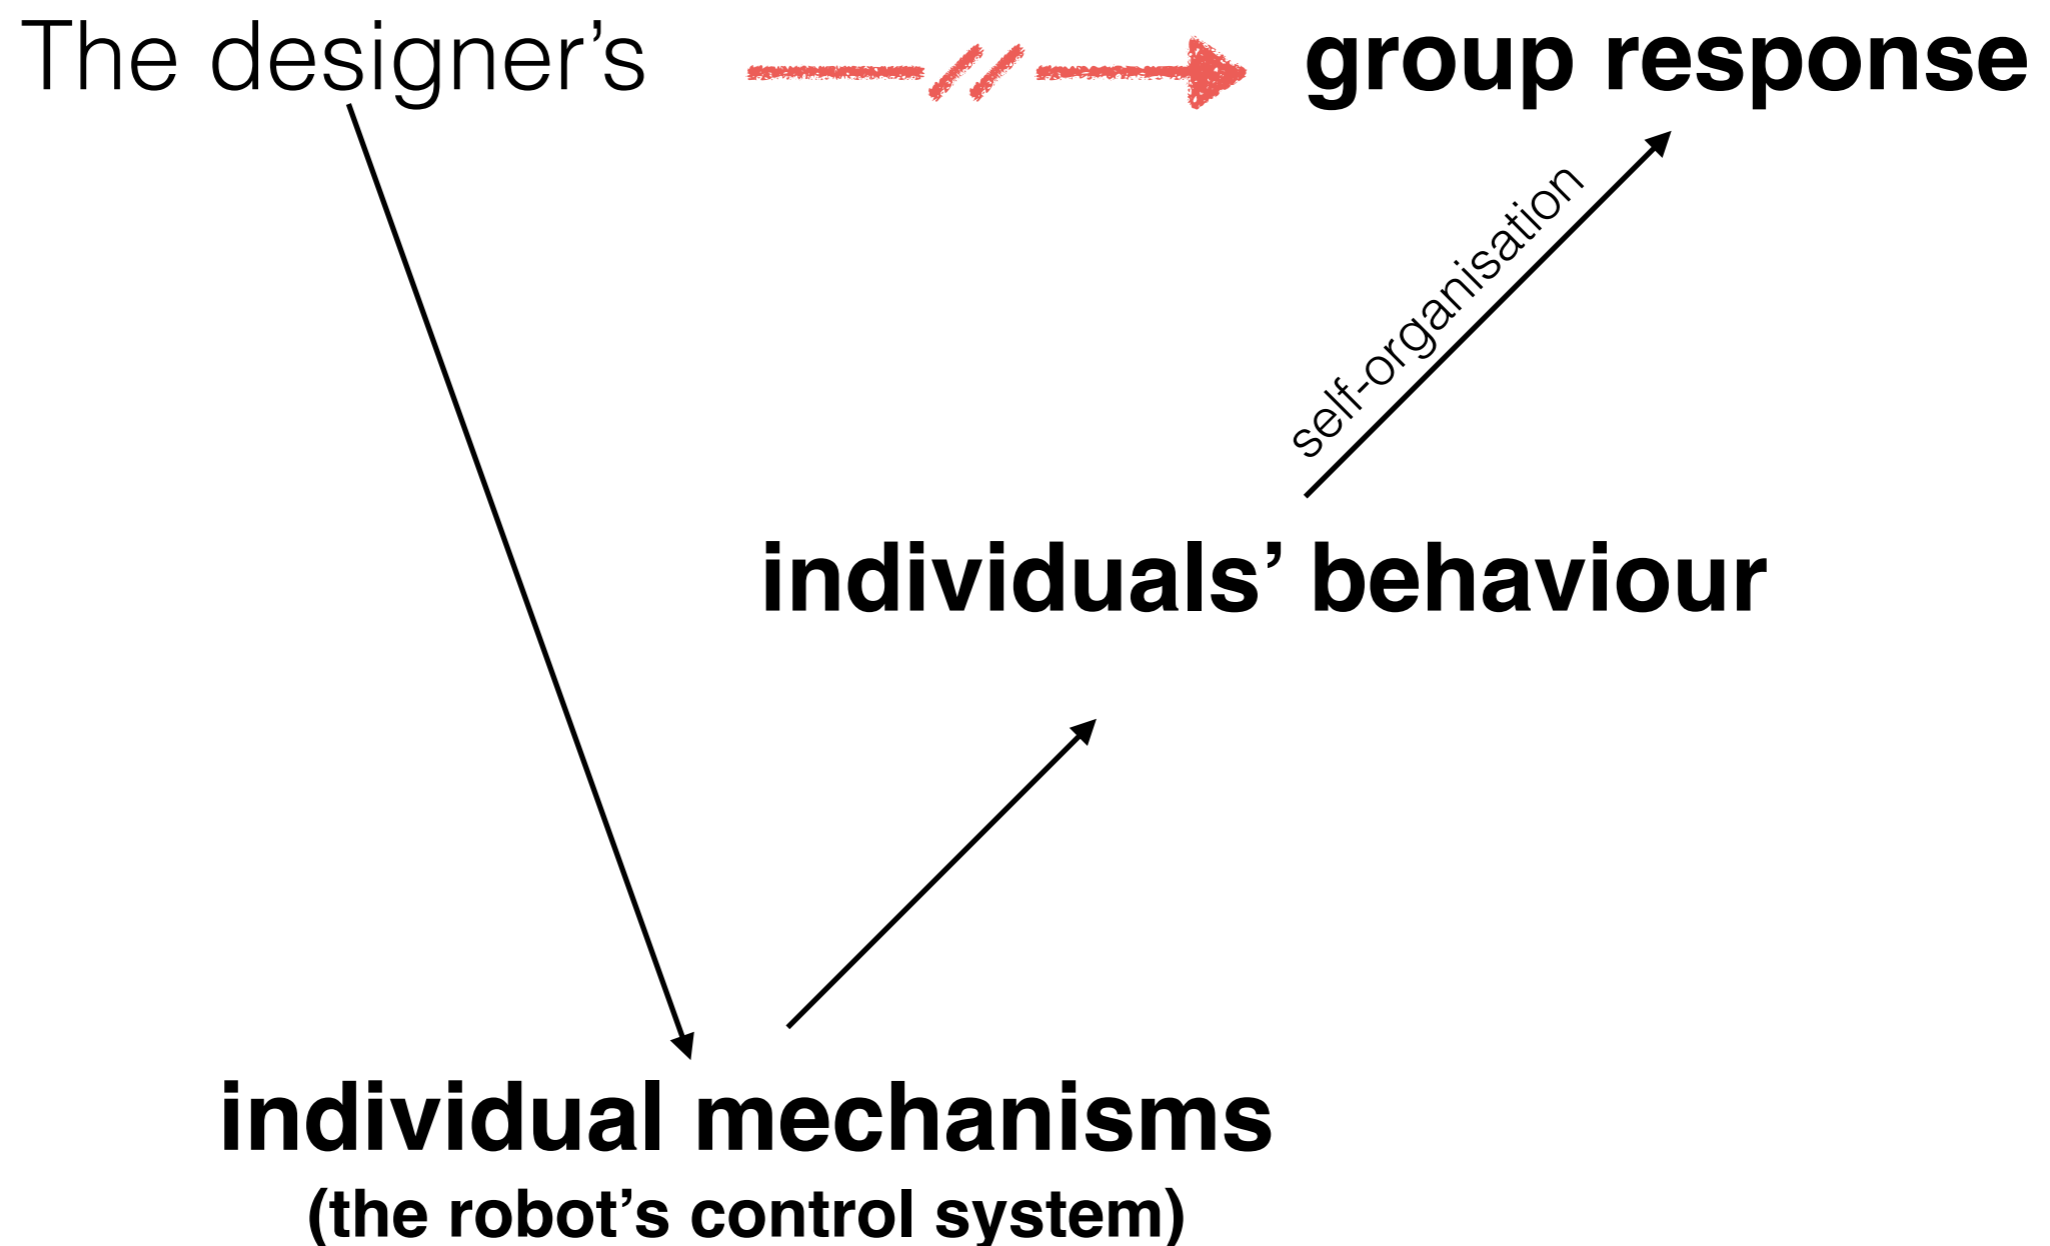 The designer’s
group response
self-organisation
individuals’ behaviour
individual mechanisms
(the robot’s control system)